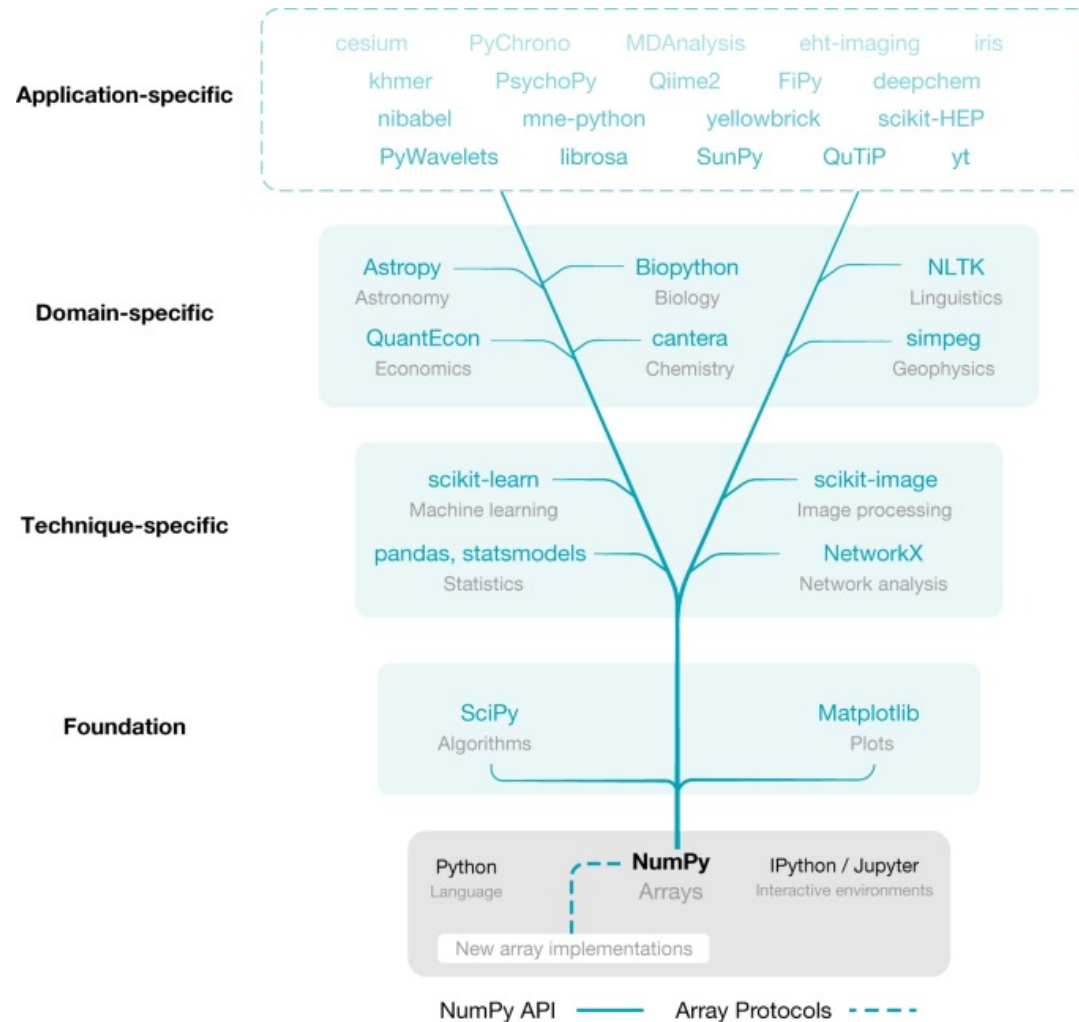 cesium PyChrono MDAnalysis eht-imaging iris
Application-specific
khmer PsychoPy Qiime2 FiPy deepchem
nibabel mne-python yellowbrick scikit-HEP
PyWavelets librosa SunPy QuTiP yt
Domain-specific
Astropy Biopython NLTK
Astronomy Biology Linguistics
QuantEcon cantera simpeg
Economics Chemistry Geophysics
Technique-specific
scikit-learn scikit-image
Machine learning Image processing
pandas, statsmodels NetworkX
Statistics Network analysis
Foundation
SciPy Matplotlib
Algorithms Plots
Python NumPy IPython / Jupyter
Language Arrays Interactive environments
New array implementations
NumPy API Array Protocols